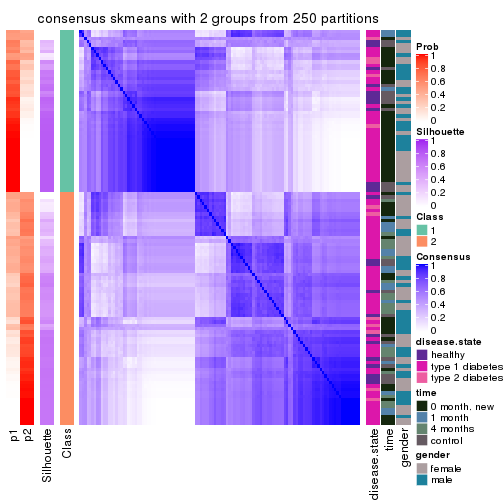 consensus skmeans with 2 groups from 250 partitions
Prob
1
0.8
0.6
0.4
0.2
0
Silhouette
1
0.8
0.6
0.4
0.2
0
Class
1
2
Consensus
1
0.8
0.6
0.4
0.2
0
disease.state
healthy
type 1 diabetes
type 2 diabetes
time
0 month, new
1 month
4 months
control
gender
female
male
p1
p2
Silhouette
Class
disease.state
time
gender